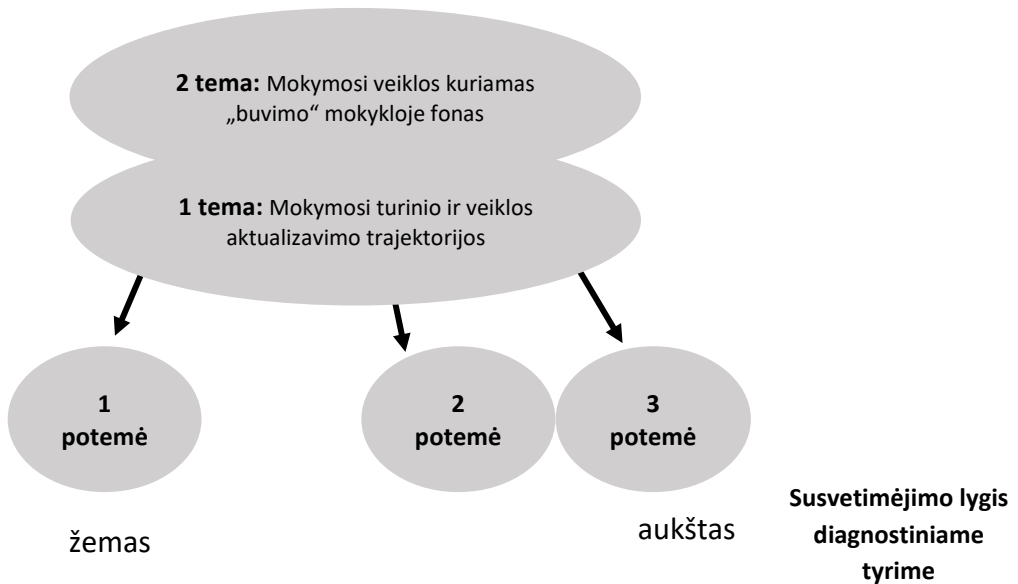 2 tema: Mokymosi veiklos kuriamas
„buvimo“ mokykloje fonas
1 tema: Mokymosi turinio ir veiklos
aktualizavimo trajektorijos
1
potemė
2
potemė
3
potemė
žemas
aukštas
Susvetimėjimo lygis
diagnostiniame
tyrime